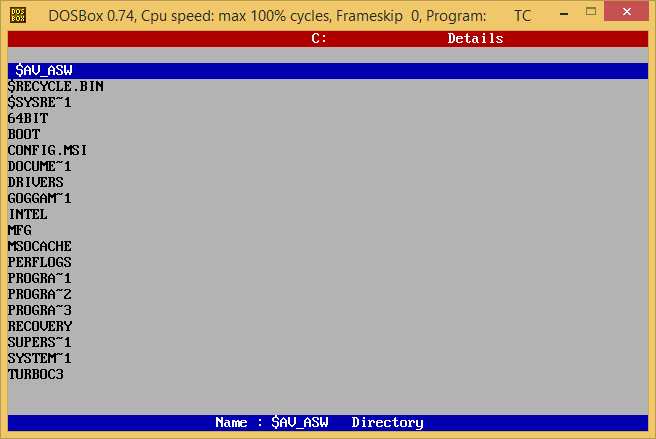 DOS BOX DOSBox 0.74, Cpu speed: max 100% cycles, Frameskip 0, Program: TC
C: Details
$AV_ASW
$RECYCLE.BIN
$SYSRE~1
64BIT
BOOT
CONFIG.MSI
DOCUME~1
DRIVERS
GOGGAM~1
INTEL
MFG
MSOCACHE
PERFLOGS
PROGRA~1
PROGRA~2
PROGRA~3
RECOVERY
SUPERS~1
SYSTEM~1
TURBOC3
Name : $AV_ASW Directory